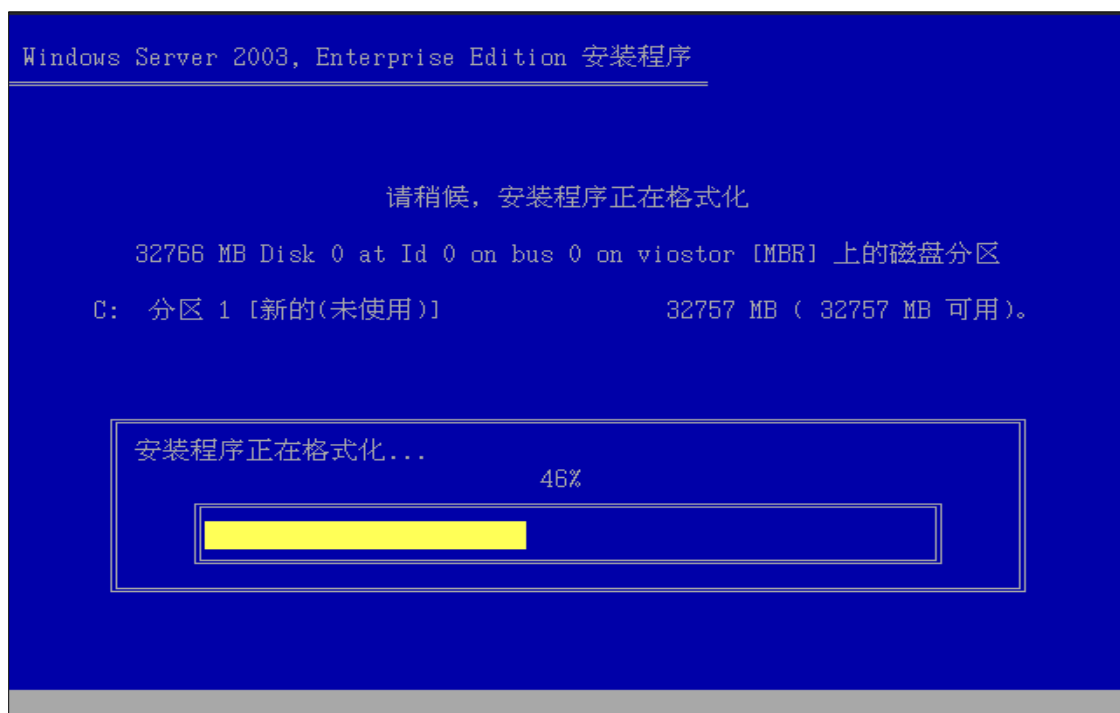 Windows Server 2003, Enterprise Edition 安装程序
请稍候，安装程序正在格式化
32766 MB Disk 0 at Id 0 on bus 0 on viostor [MBR] 上的磁盘分区
C: 分区 1 [新的(未使用)] 32757 MB ( 32757 MB 可用)。
安装程序正在格式化...
46%